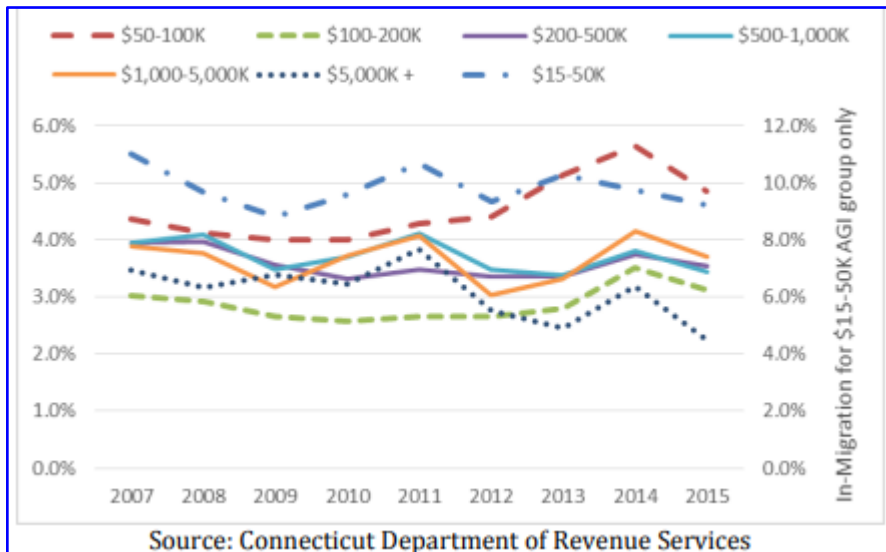 $50-100K $100-200K $200-500K $500-1,000K
$1,000-5,000K $5,000K + $15-50K
6.0% 12.0%
5.0% 10.0%
4.0% 8.0%
3.0% 6.0%
2.0% 4.0%
1.0% 2.0%
0.0% 0.0%
In-Migration for $15-50K AGI group only
2007 2008 2009 2010 2011 2012 2013 2014 2015
Source: Connecticut Department of Revenue Services